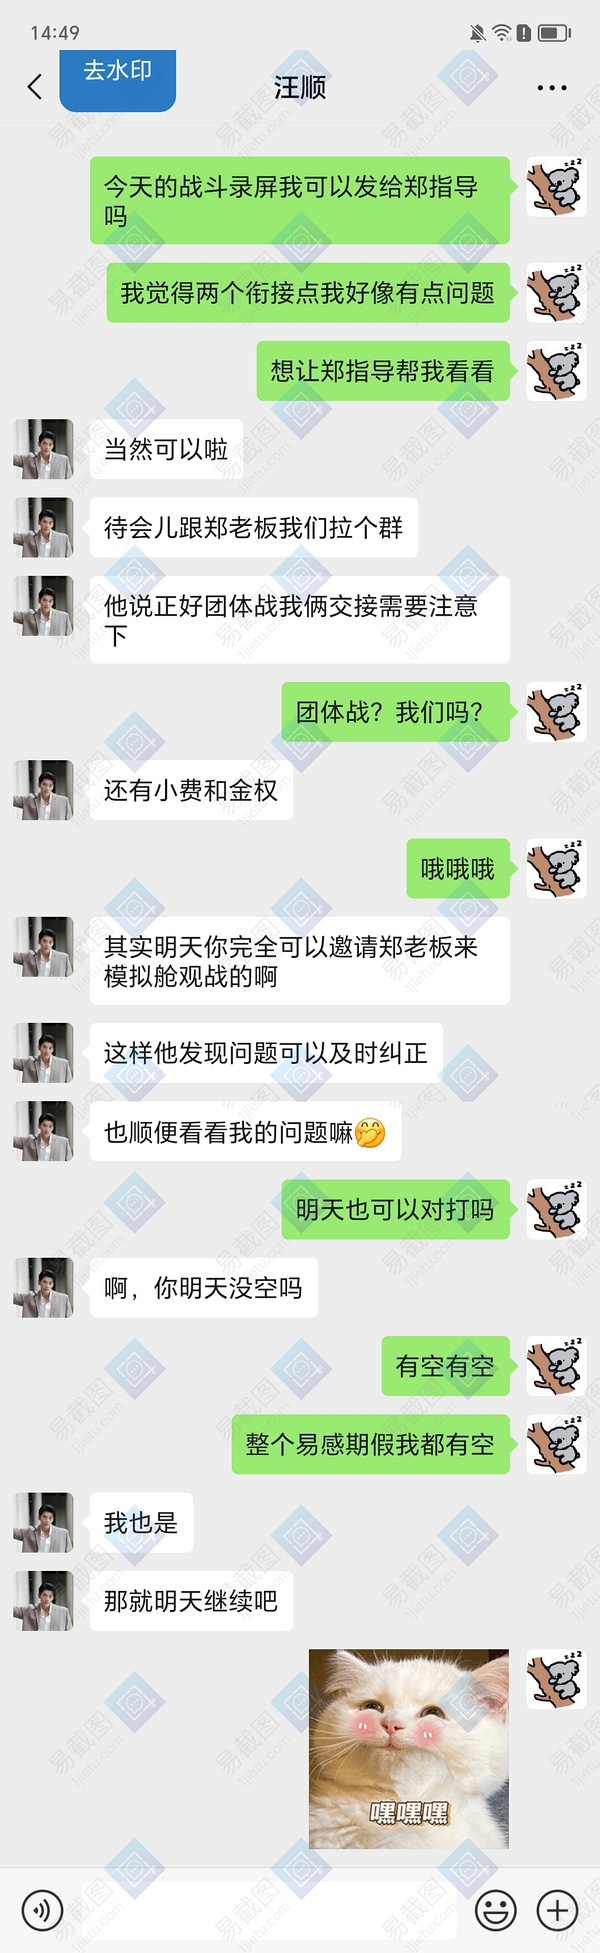 14:49
去水印
汪顺
今天的战斗录屏我可以发给郑指导
吗
我觉得两个衔接点我好像有点问题
想让郑指导帮我看看
当然可以啦
待会儿跟郑老板我们拉个群
他说正好团体战我俩交接需要注意
下
团体战？我们吗？
还有小费和金权
哦哦哦
其实明天你完全可以邀请郑老板来
模拟舱观战的啊
这样他发现问题可以及时纠正
也顺便看看我的问题嘛🤭
明天也可以对打吗
啊，你明天没空吗
有空有空
整个易感期假我都有空
我也是
那就明天继续吧
嘿嘿嘿
易截图
1jietu.com